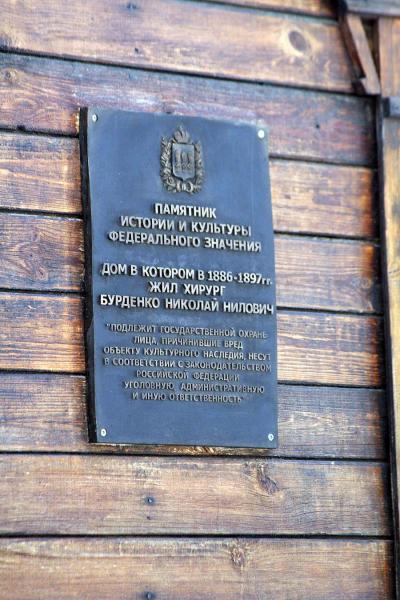 ПАМЯТНИК
ИСТОРИИ И КУЛЬТУРЫ
ФЕДЕРАЛЬНОГО ЗНАЧЕНИЯ
ДОМ В КОТОРОМ В 1886-1897гг.
ЖИЛ ХИРУРГ
БУРДЕНКО НИКОЛАЙ НИЛОВИЧ
"ПОДЛЕЖИТ ГОСУДАРСТВЕННОЙ ОХРАНЕ
ЛИЦА, ПРИЧИНИВШИЕ ВРЕД
ОБЪЕКТУ КУЛЬТУРНОГО НАСЛЕДИЯ, НЕСУТ
В СООТВЕТСТВИИ С ЗАКОНОДАТЕЛЬСТВОМ
РОССИЙСКОЙ ФЕДЕРАЦИИ
УГОЛОВНУЮ, АДМИНИСТРАТИВНУЮ
И ИНУЮ ОТВЕТСТВЕННОСТЬ"